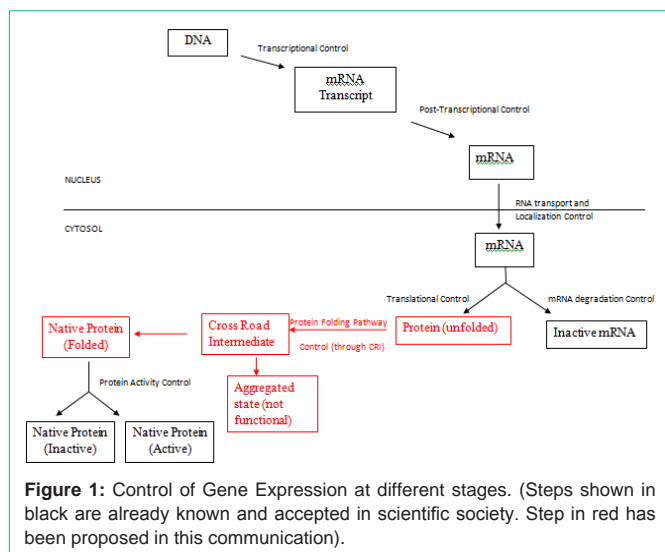 DNA
Transcriptional Control
mRNA
Transcript
Post-Transcriptional Control
mRNA
NUCLEUS
RNA transport and
Localization Control
CYTOSOL
mRNA
Translational Control
mRNA degradation Control
Native Protein
(Folded)
Cross Road
Intermediate
Protein Folding Pathway
Control (through CRI)
Protein (unfolded)
Inactive mRNA
Protein Activity Control
Aggregated
state (not
functional)
Native Protein
(Inactive)
Native Protein
(Active)
Figure 1: Control of Gene Expression at different stages. (Steps shown in
black are already known and accepted in scientific society. Step in red has
been proposed in this communication).